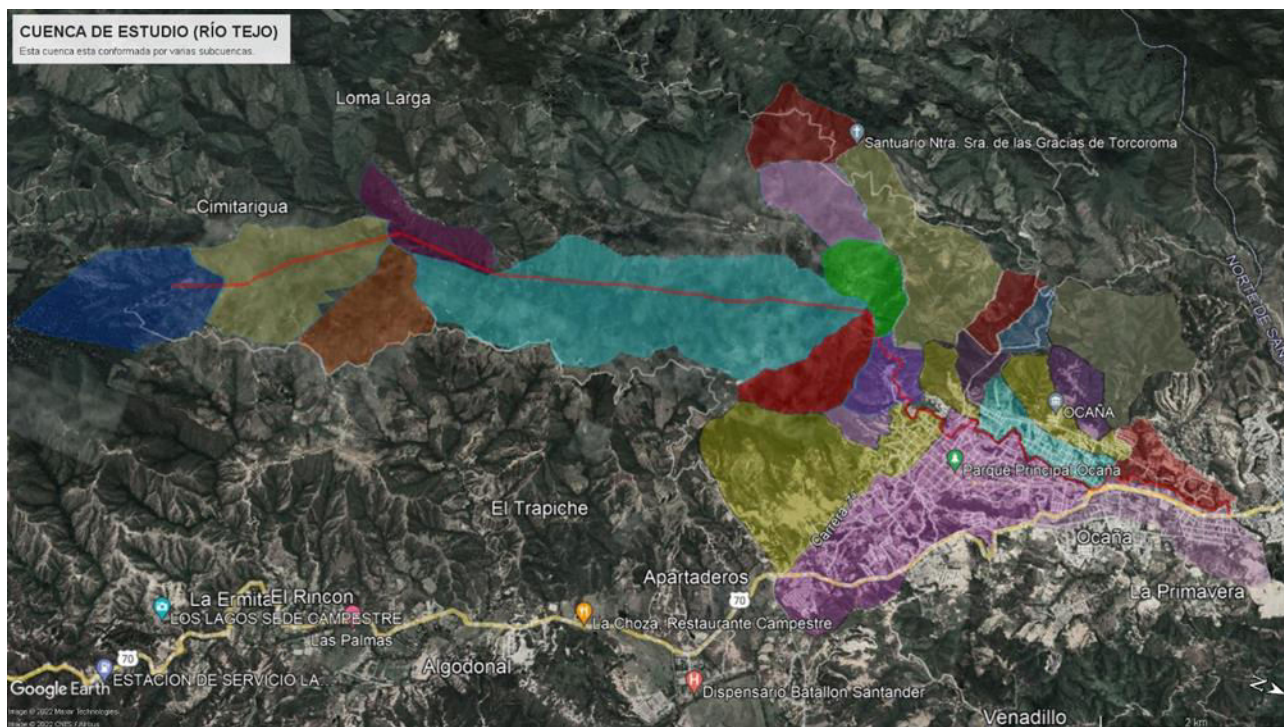 CUENCA DE ESTUDIO (RÍO TEJO)
Esta cuenca esta conformada por varias subcuencas.
Loma Larga
Santuario Ntra. Sra. de las Gracias de Torcoroma
Cimitarigua
NORTE DE SA
OCAÑA
Parque Principal Ocaña
El Trapiche
Carrera
Ocaña
Apartaderos
70
La Primavera
La Ermita
El Rincon
LOS LAGOS SEDE CAMPESTRE
La Choza, Restaurante Campestre
Las Palmas
Algodonal
70
ESTACION DE SERVICIO LA...
Dispensario Batallon Santander
Google Earth
N
Image © 2022 Maxar Technologies
Image © 2022 CNES / Airbus
Venadillo
2 km